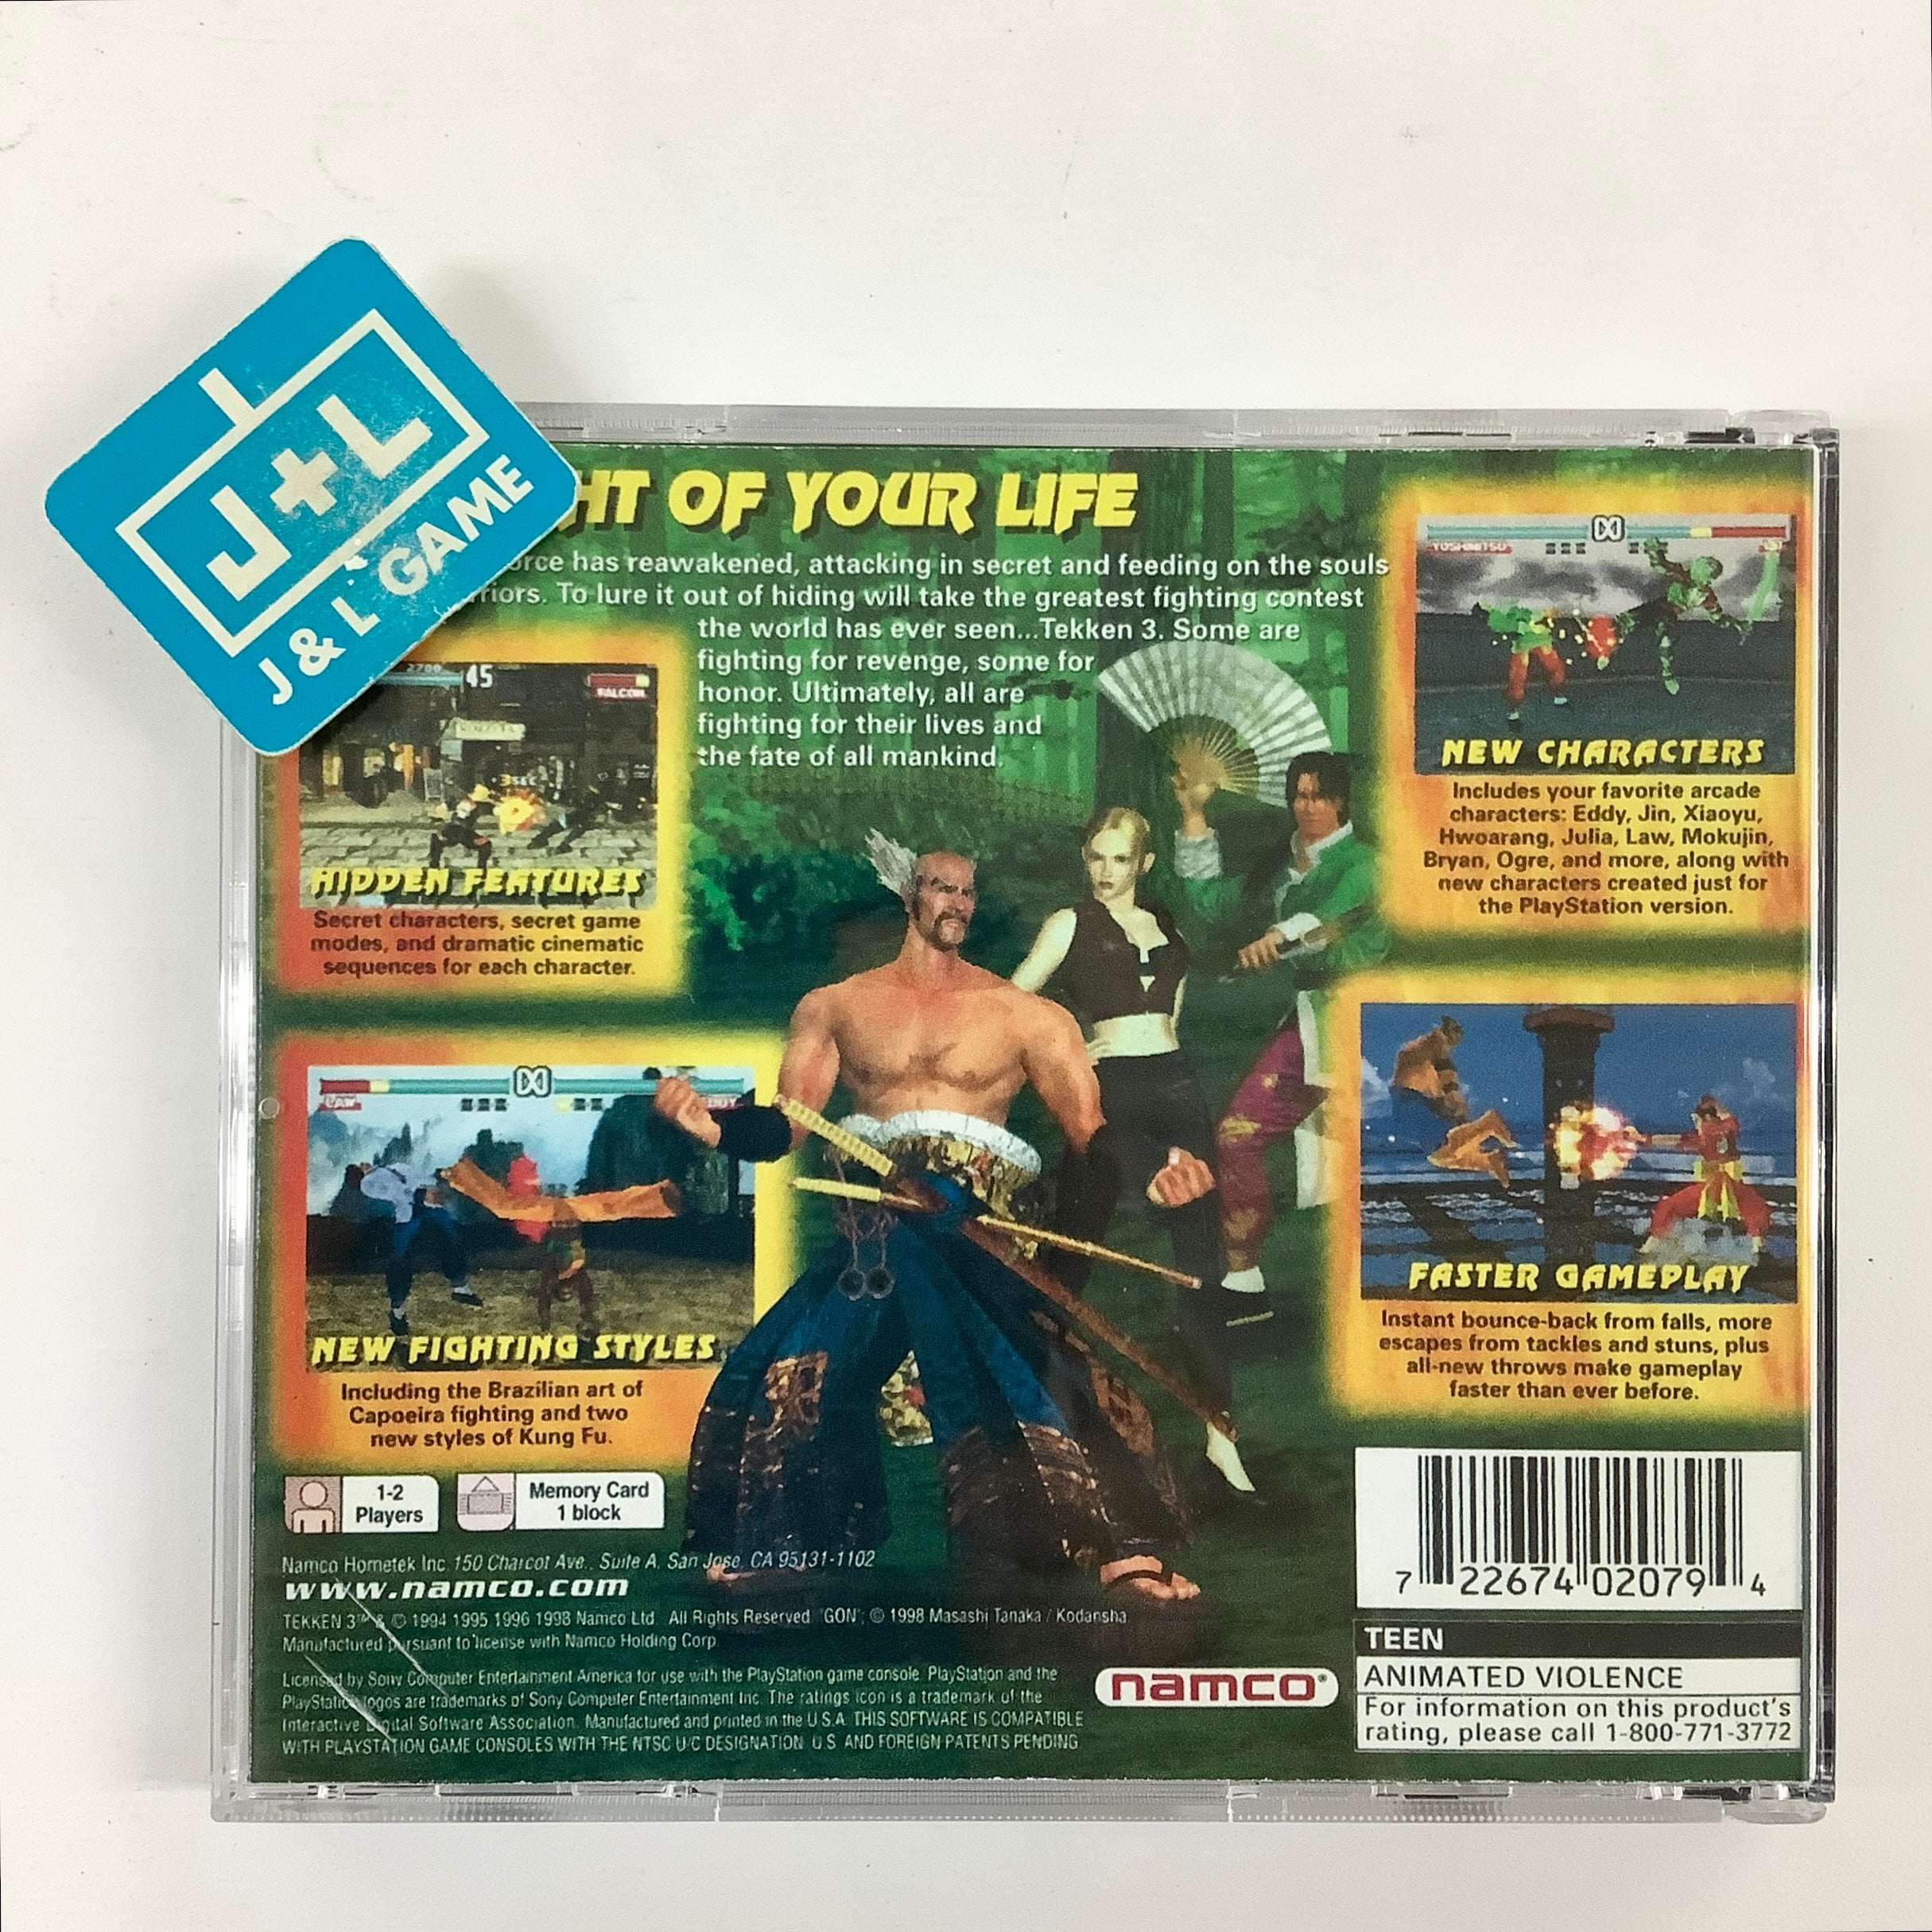 J+L
J & L GAME
HT OF YOUR LIFE
has reawakened, attacking in secret and feeding on the souls
To lure it out of hiding will take the greatest fighting contest
the world has ever seen...Tekken 3. Some are
fighting for revenge, some for
honor. Ultimately, all are
fighting for their lives and
the fate of all mankind.
45
FALCON
3SEC
HIDDEN FEATURES
Secret characters, secret game
modes, and dramatic cinematic
sequences for each character.
YOSHIMITSU
NEW CHARACTERS
Includes your favorite arcade
characters: Eddy, Jin, Xiaoyu,
Hwoarang, Julia, Law, Mokujin,
Bryan, Ogre, and more, along with
new characters created just for
the PlayStation version.
LAW
NEW FIGHTING STYLES
Including the Brazilian art of
Capoeira fighting and two
new styles of Kung Fu.
FASTER GAMEPLAY
Instant bounce-back from falls, more
escapes from tackles and stuns, plus
all-new throws make gameplay
faster than ever before.
1-2
Players
Memory Card
1 block
Namco Hometek Inc. 150 Charcot Ave., Suite A, San Jose, CA 95131-1102
www.namco.com
TEKKEN 3™ & © 1994 1995 1996 1998 Namco Ltd. All Rights Reserved "GON"; © 1998 Masashi Tanaka / Kodansha
Manufactured pursuant to license with Namco Holding Corp.
Licensed by Sony Computer Entertainment America for use with the PlayStation game console. PlayStation and the
PlayStation logos are trademarks of Sony Computer Entertainment Inc. The ratings icon is a trademark of the
Interactive Digital Software Association. Manufactured and printed in the U.S.A. THIS SOFTWARE IS COMPATIBLE
WITH PLAYSTATION GAME CONSOLES WITH THE NTSC U/C DESIGNATION. U.S. AND FOREIGN PATENTS PENDING
namco®
7 22674 02079 4
TEEN
ANIMATED VIOLENCE
For information on this product's
rating, please call 1-800-771-3772